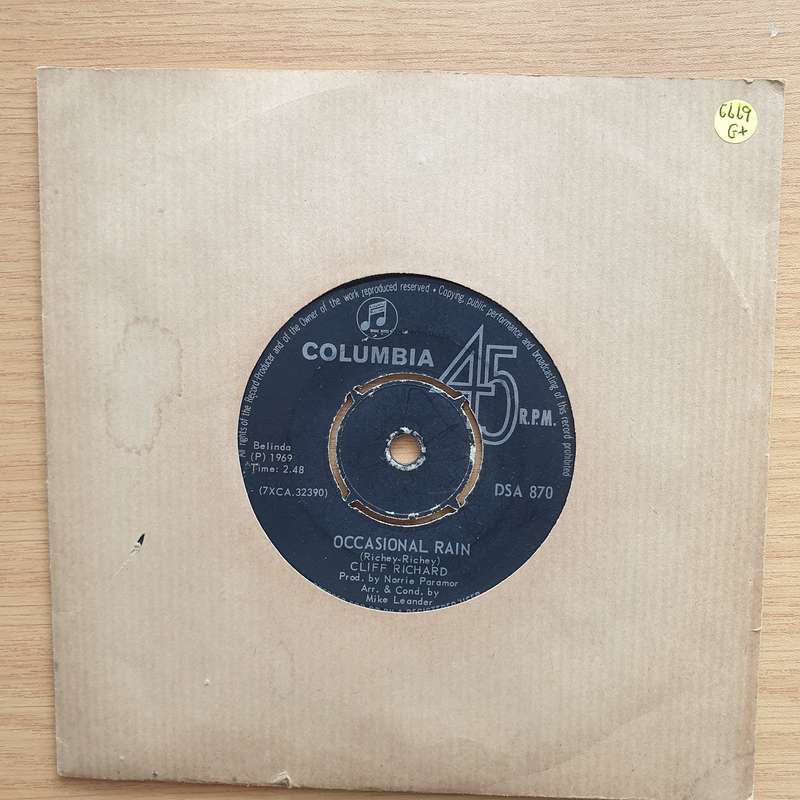 6669
G+
All rights of the Record Producer and of the Owner of the work reproduced reserved • Copying, public performance and broadcasting of this record prohibited
COLUMBIA
45
R.P.M.
Belinda
(P) 1969
Time: 2.48
(7XCA.32390)
DSA 870
OCCASIONAL RAIN
(Richey-Richey)
CLIFF RICHARD
Prod. by Norrie Paramor
Arr. & Cond. by
Mike Leander